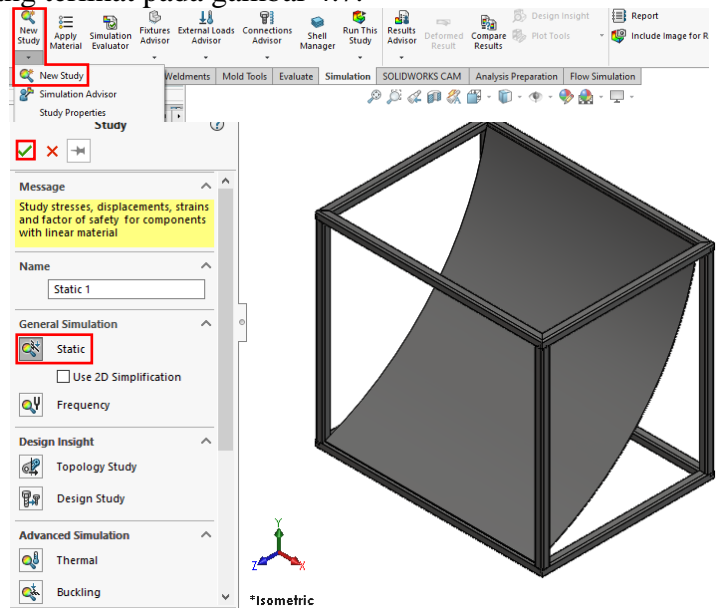 terlihat pada gambar
New Study
Apply Material
Simulation Evaluator
Fixtures Advisor
External Loads Advisor
Connections Advisor
Shell Manager
Run This Study
Results Advisor
Deformed Result
Compare Results
Design Insight
Plot Tools
Report
Include Image for R
New Study
Simulation Advisor
Study Properties
Weldments
Mold Tools
Evaluate
Simulation
SOLIDWORKS CAM
Analysis Preparation
Flow Simulation
Study
Message
Study stresses, displacements, strains
and factor of safety for components
with linear material
Name
Static 1
General Simulation
Static
Use 2D Simplification
Frequency
Design Insight
Topology Study
Design Study
Advanced Simulation
Thermal
Buckling
Y
Z
X
*Isometric